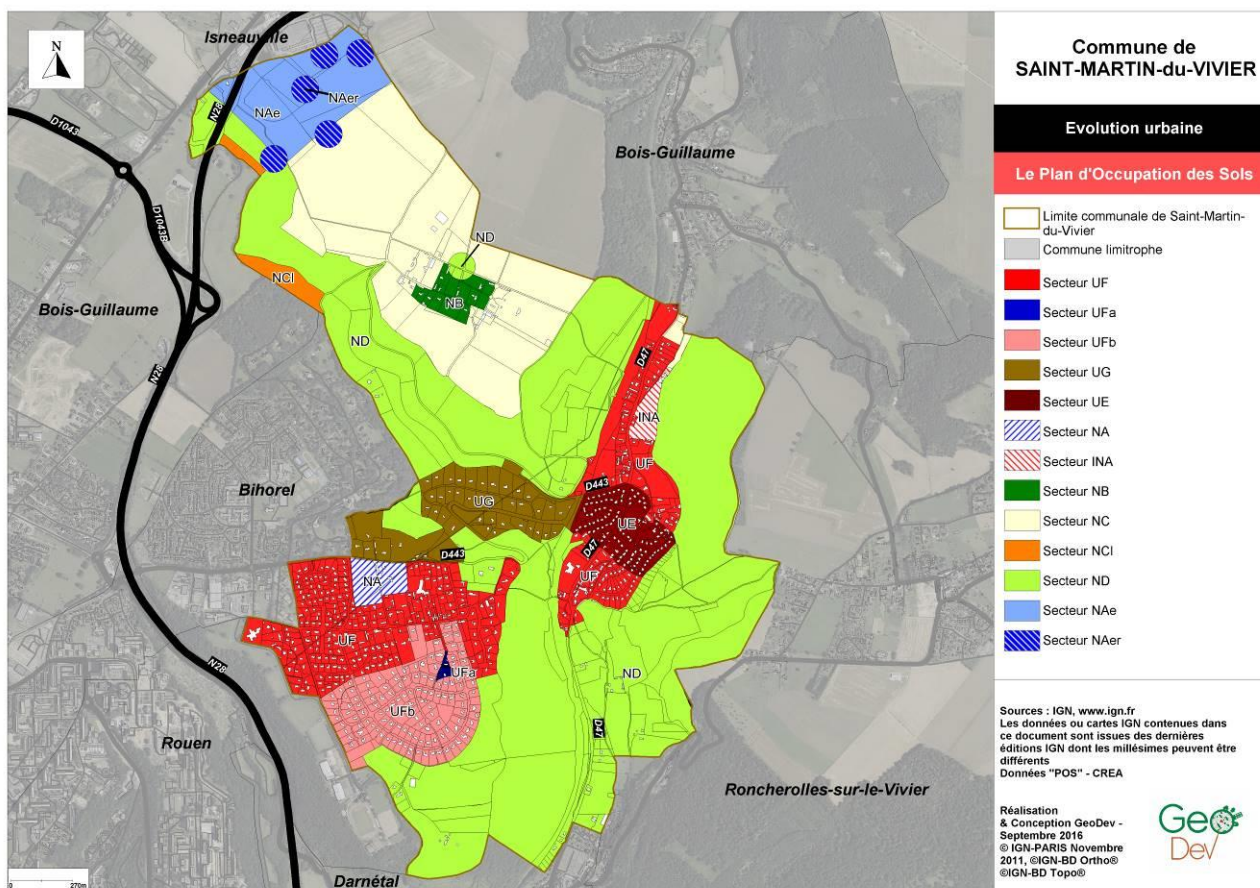 Commune de
SAINT-MARTIN-du-VIVIER
Evolution urbaine
Le Plan d'Occupation des Sols
Limite communale de Saint-Martin-
du-Vivier
Commune limitrophe
Secteur UF
Secteur UFa
Secteur UFb
Secteur UG
Secteur UE
Secteur NA
Secteur INA
Secteur NB
Secteur NC
Secteur NCI
Secteur ND
Secteur NAe
Secteur NAer
Sources : IGN, www.ign.fr
Les données ou cartes IGN contenues dans
ce document sont issues des dernières
éditions IGN dont les millésimes peuvent être
différents
Données "POS" - CREA
Réalisation
& Conception GeoDev -
Septembre 2016
© IGN-PARIS Novembre
2011, ©IGN-BD Ortho®
©IGN-BD Topo®
Geo
Dev
N
Isneauville
NAer
NAe
N28
D1043
Bois-Guillaume
D1043B
ND
NCI
NB
Bois-Guillaume
ND
D47
N28
INA
UF
Bihorel
D443
UG
UE
D47
D443
NA
UF
UF
UFa
ND
N28
UFb
D47
Rouen
Roncherolles-sur-le-Vivier
Darnétal
0 270m